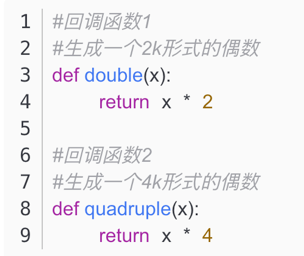 1 #回调函数1
2 #生成一个2k形式的偶数
3 def double(x):
4     return x * 2
5
6 #回调函数2
7 #生成一个4k形式的偶数
8 def quadruple(x):
9     return x * 4